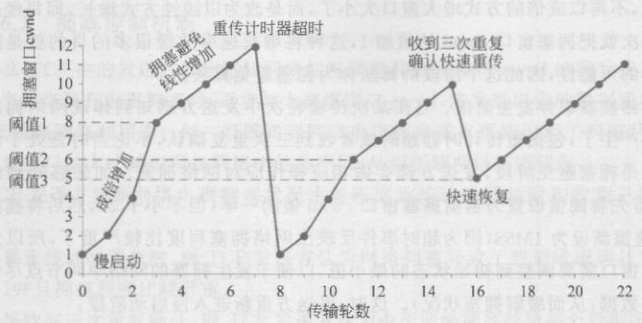 拥塞窗口cwnd
12
11
10
9
8
7
6
5
4
3
2
1
0
阈值1
阈值2
阈值3
成倍增加
慢启动
拥塞避免
线性增加
重传计时器超时
收到三次重复
确认快速重传
快速恢复
0 2 4 6 8 10 12 14 16 18 20 22
传输轮数